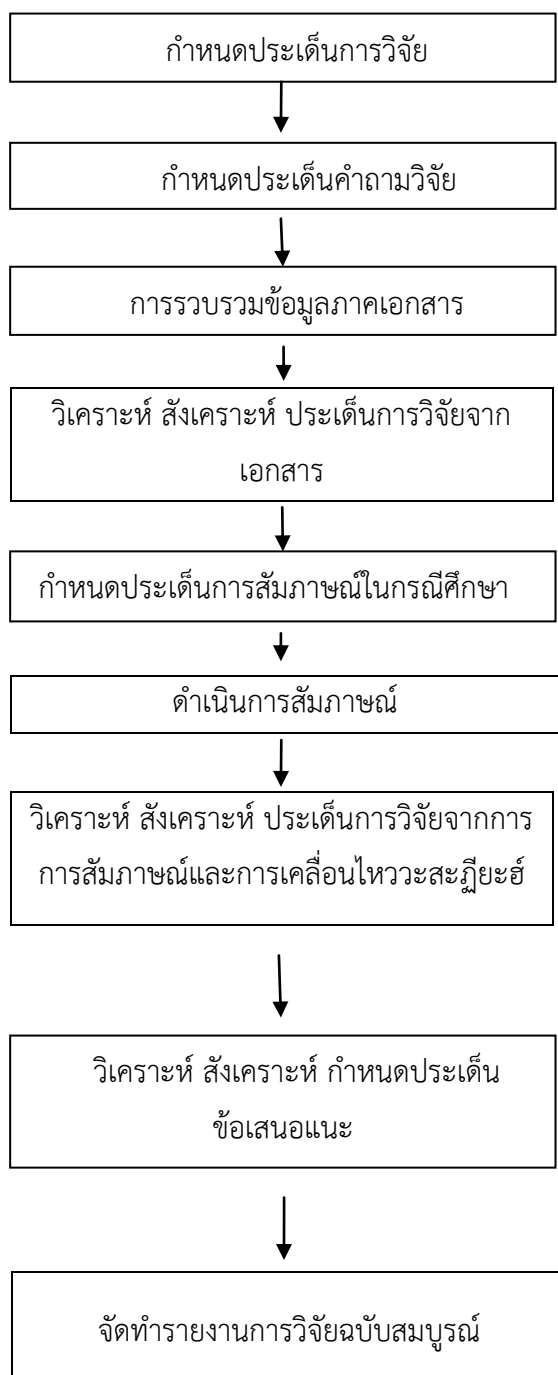 กำหนดประเด็นการวิจัย
กำหนดประเด็นคำถามวิจัย
การรวบรวมข้อมูลภาคเอกสาร
วิเคราะห์ สังเคราะห์ ประเด็นการวิจัยจาก
เอกสาร
กำหนดประเด็นการสัมภาษณ์ในกรณีศึกษา
ดำเนินการสัมภาษณ์
วิเคราะห์ สังเคราะห์ ประเด็นการวิจัยจากการ
การสัมภาษณ์และการเคลื่อนไหววะสะฏียะฮ์
วิเคราะห์ สังเคราะห์ กำหนดประเด็น
ข้อเสนอแนะ
จัดทำรายงานการวิจัยฉบับสมบูรณ์